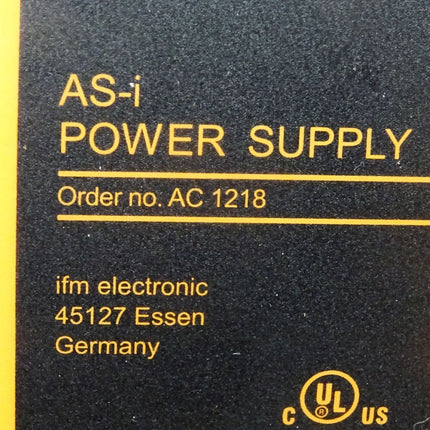 AS-i
POWER SUPPLY
Order no. AC 1218
ifm electronic
45127 Essen
Germany
C UL ® US